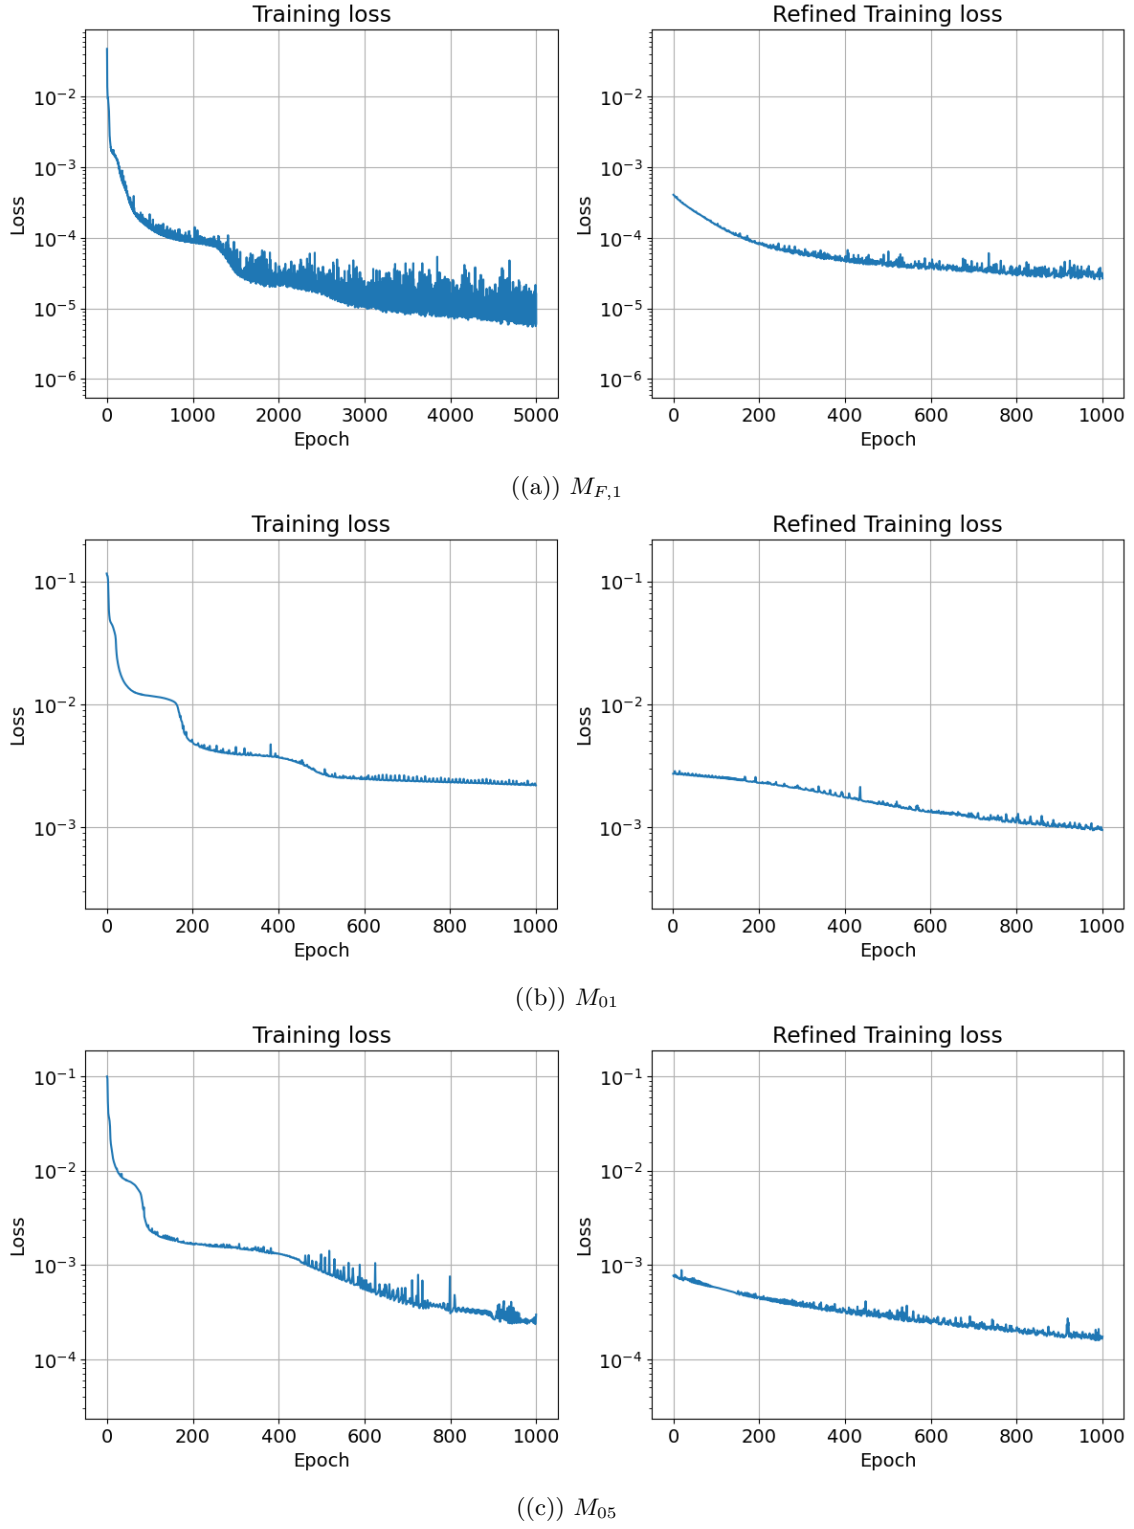 Training loss
Refined Training loss
Loss
10⁻²
10⁻³
10⁻⁴
10⁻⁵
10⁻⁶
0 1000 2000 3000 4000 5000
Epoch
Loss
10⁻²
10⁻³
10⁻⁴
10⁻⁵
10⁻⁶
0 200 400 600 800 1000
Epoch
((a)) M_{F,1}
Training loss
Refined Training loss
Loss
10⁻¹
10⁻²
10⁻³
0 200 400 600 800 1000
Epoch
Loss
10⁻¹
10⁻²
10⁻³
0 200 400 600 800 1000
Epoch
((b)) M₀₁
Training loss
Refined Training loss
Loss
10⁻¹
10⁻²
10⁻³
10⁻⁴
0 200 400 600 800 1000
Epoch
Loss
10⁻¹
10⁻²
10⁻³
10⁻⁴
0 200 400 600 800 1000
Epoch
((c)) M₀₅